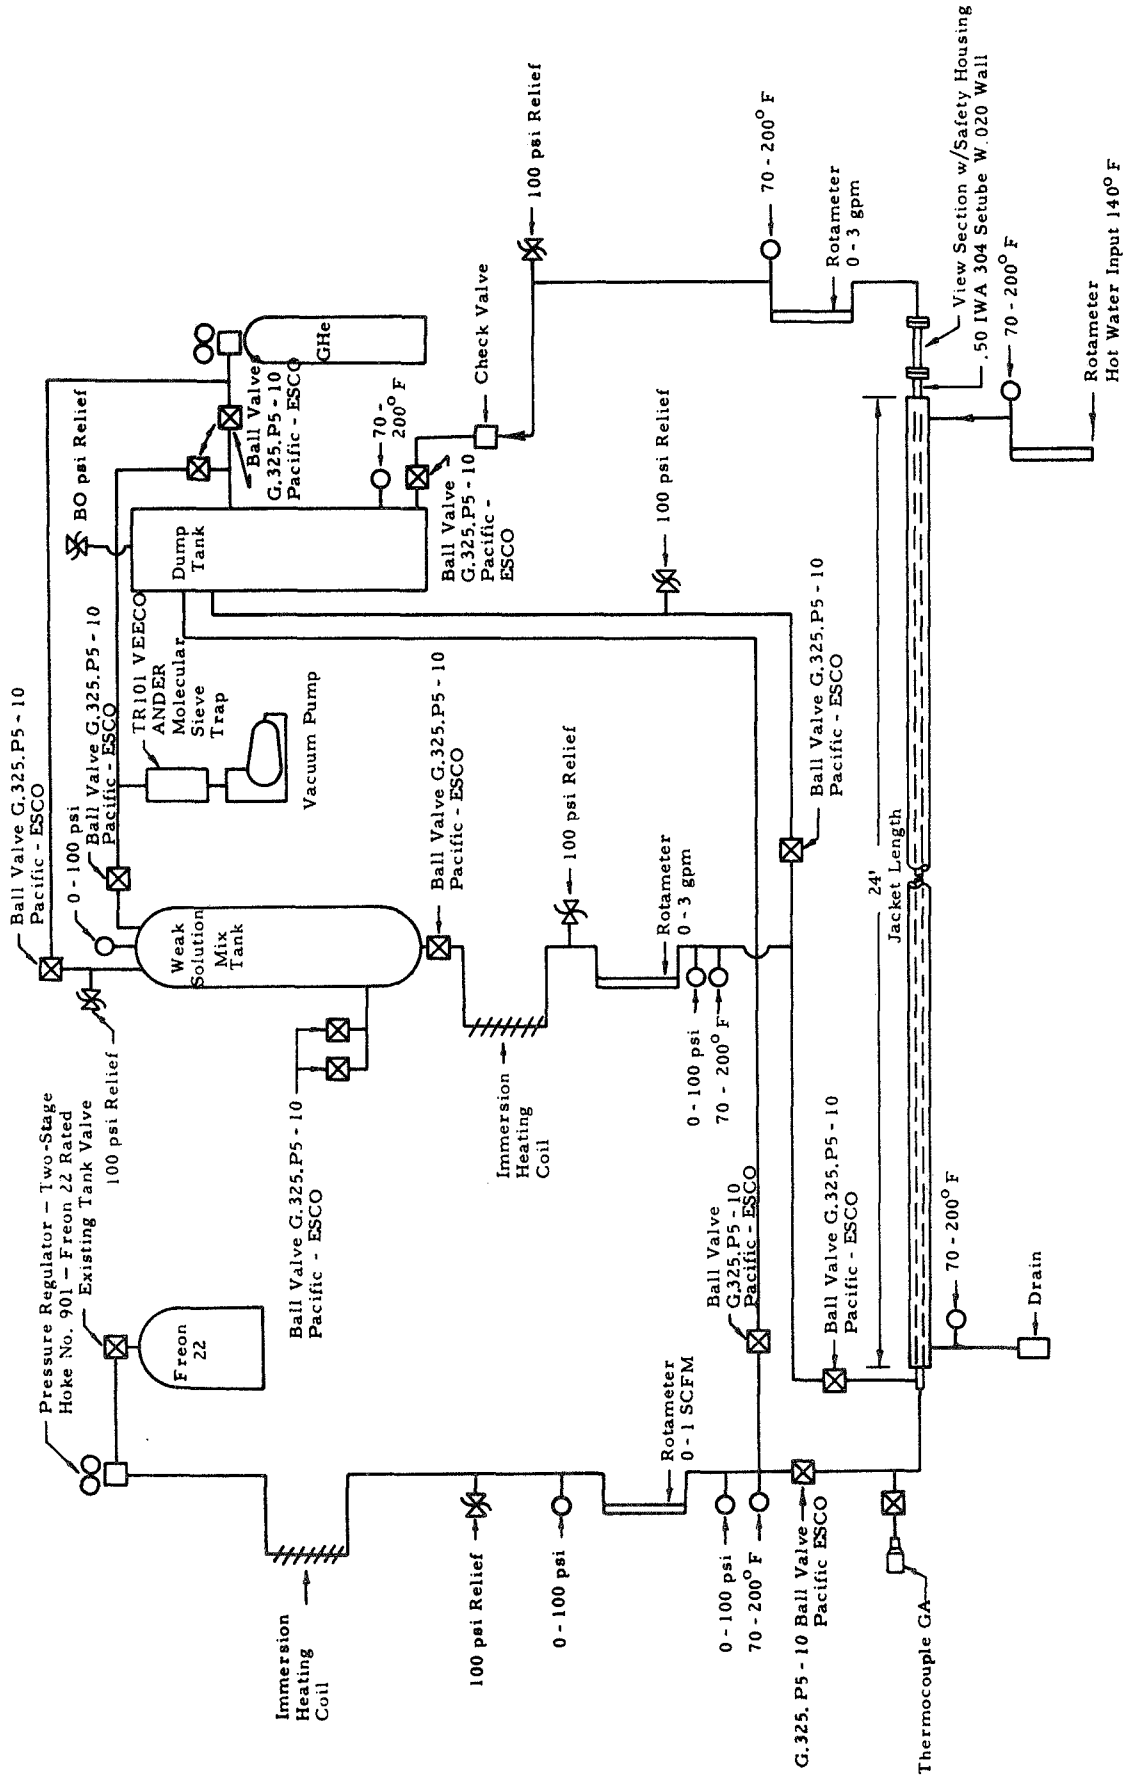 Pressure Regulator - Two-Stage
Hoke No. 901 - Freon 22 Rated
Existing Tank Valve
100 psi Relief
Ball Valve G.325.P5 - 10
Pacific - ESCO
0 - 100 psi
Ball Valve G.325.P5 - 10
Pacific - ESCO
TR101 VEECO
ANDER
Molecular
Sieve
Trap
Vacuum Pump
BO psi Relief
Dump
Tank
Ball Valve
G.325.P5 - 10
Pacific - ESCO
GHe
70 -
200° F
Ball Valve
G.325.P5 - 10
Pacific -
ESCO
Check Valve
100 psi Relief
Freon
22
Weak
Solution
Mix
Tank
Ball Valve G.325.P5 - 10
Pacific - ESCO
Ball Valve G.325.P5 - 10
Pacific - ESCO
Immersion
Heating
Coil
Immersion
Heating
Coil
100 psi Relief
100 psi Relief
100 psi Relief
0 - 100 psi
Rotameter
0 - 1 SCFM
Rotameter
0 - 3 gpm
0 - 100 psi
70 - 200° F
70 - 200° F
Rotameter
0 - 3 gpm
0 - 100 psi
70 - 200° F
Ball Valve
G.325.P5 - 10
Pacific - ESCO
Ball Valve G.325.P5 - 10
Pacific - ESCO
G.325. P5 - 10 Ball Valve
Pacific ESCO
Ball Valve G.325.P5 - 10
Pacific - ESCO
24'
Jacket Length
Thermocouple GA
70 - 200° F
Drain
View Section w/Safety Housing
.50 IWA 304 Setube W.020 Wall
70 - 200° F
Rotameter
Hot Water Input 140° F